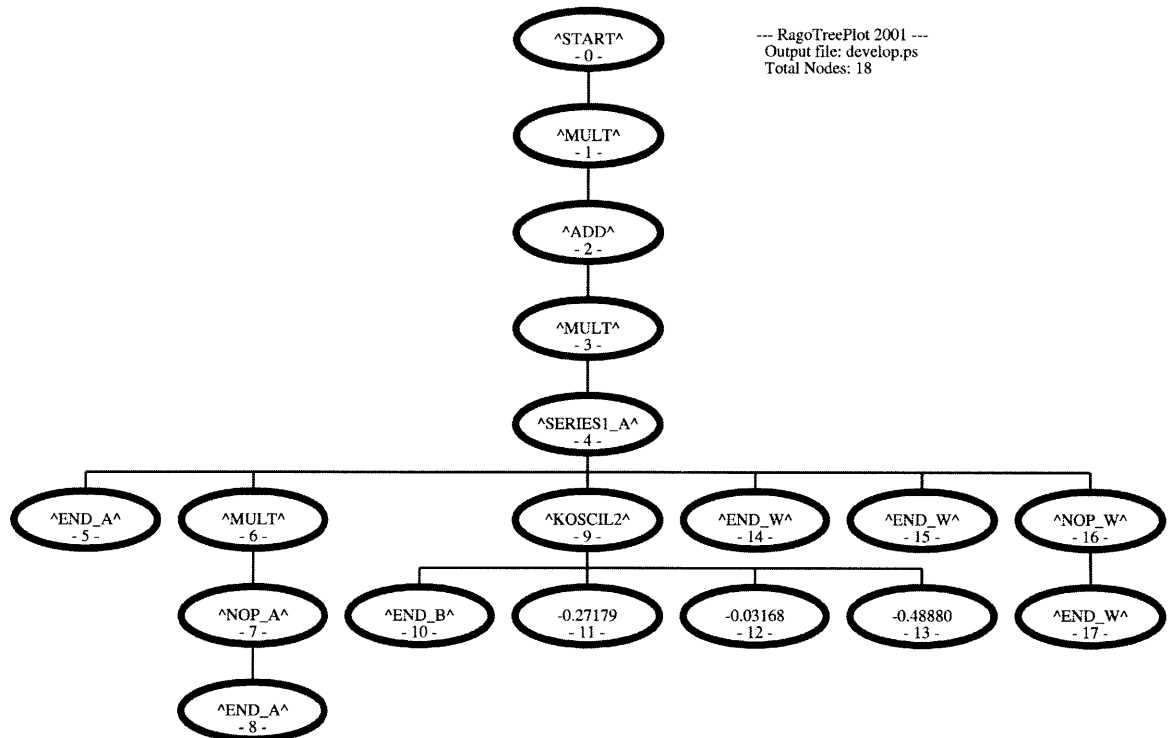 ^START^
- 0 -
--- RagoTreePlot 2001 ---
Output file: develop.ps
Total Nodes: 18
^MULT^
- 1 -
^ADD^
- 2 -
^MULT^
- 3 -
^SERIES1_A^
- 4 -
^END_A^
- 5 -
^MULT^
- 6 -
^KOSCIL2^
- 9 -
^END_W^
- 14 -
^END_W^
- 15 -
^NOP_W^
- 16 -
^NOP_A^
- 7 -
^END_B^
- 10 -
-0.27179
- 11 -
-0.03168
- 12 -
-0.48880
- 13 -
^END_W^
- 17 -
^END_A^
- 8 -